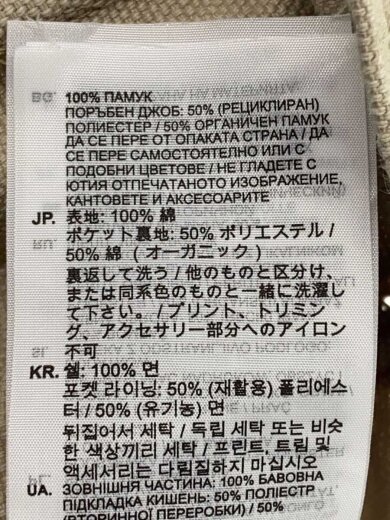 BG. 100% ПАМУК
ПОРЪБЕН ДЖОБ: 50% (РЕЦИКЛИРАН)
ПОЛИЕСТЕР / 50% ОРГАНИЧЕН ПАМУК
ДА СЕ ПЕРЕ ОТ ОПАКАТА СТРАНА / ДА
СЕ ПЕРЕ САМОСТОЯТЕЛНО ИЛИ С
ПОДОБНИ ЦВЕТОВЕ / НЕ ГЛАДЕТЕ С
ЮТИЯ ОТПЕЧАТАНОТО ИЗОБРАЖЕНИЕ,
КАНТОВЕТЕ И АКСЕСОАРИТЕ
JP. 表地: 100% 綿
ポケット裏地: 50% ポリエステル /
50% 綿 ( オーガニック )
裏返して洗う / 他のものと区分け、
または同系色のものと一緒に洗濯し
て下さい。 / プリント、トリミン
グ、アクセサリー部分へのアイロン
不可
KR. 쉘: 100% 면
포켓 라이닝: 50% (재활용) 폴리에스
터 / 50% (유기농) 면
뒤집어서 세탁 / 독립 세탁 또는 비슷
한 색상끼리 세탁 / 프린트, 트림 및
액세서리는 다림질하지 마십시오
UA. ЗОВНІШНЯ ЧАСТИНА: 100% БАВОВНА
ПІДКЛАДКА КИШЕНЬ: 50% ПОЛІЕСТР
(ВТОРИННОЇ ПЕРЕРОБКИ) / 50%